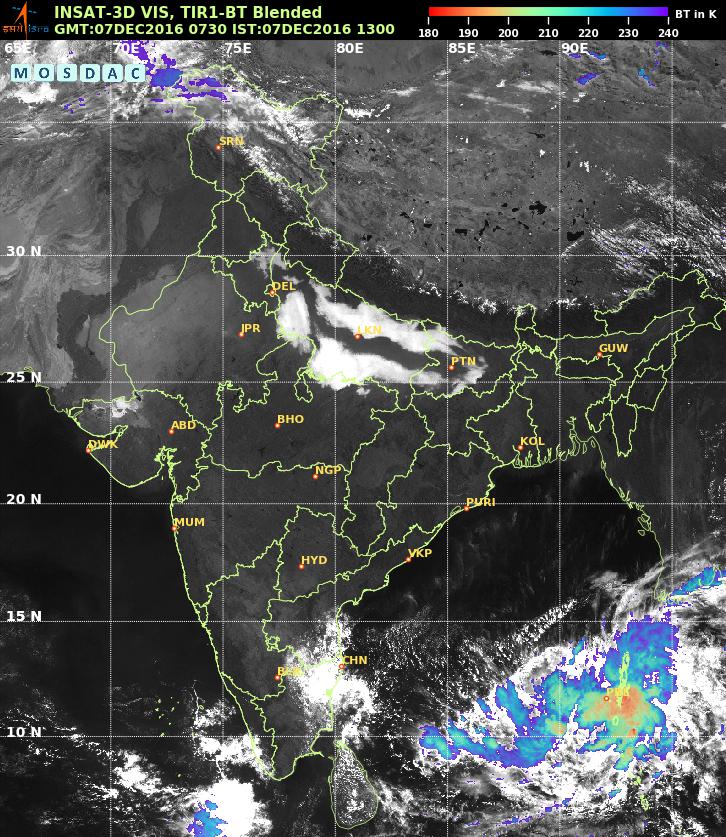 INSAT-3D VIS, TIR1-BT Blended
GMT:07DEC2016 0730 IST:07DEC2016 1300
BT in K
180 190 200 210 220 230 240
65E 70E 75E 80E 85E 90E
M O S D A C
SRN
30 N
DEL
JPR
LKN
GUW
PTN
25 N
ABD
BHO
DWK
KOL
NGP
20 N
PURI
MUM
VKP
HYD
15 N
CHN
10 N